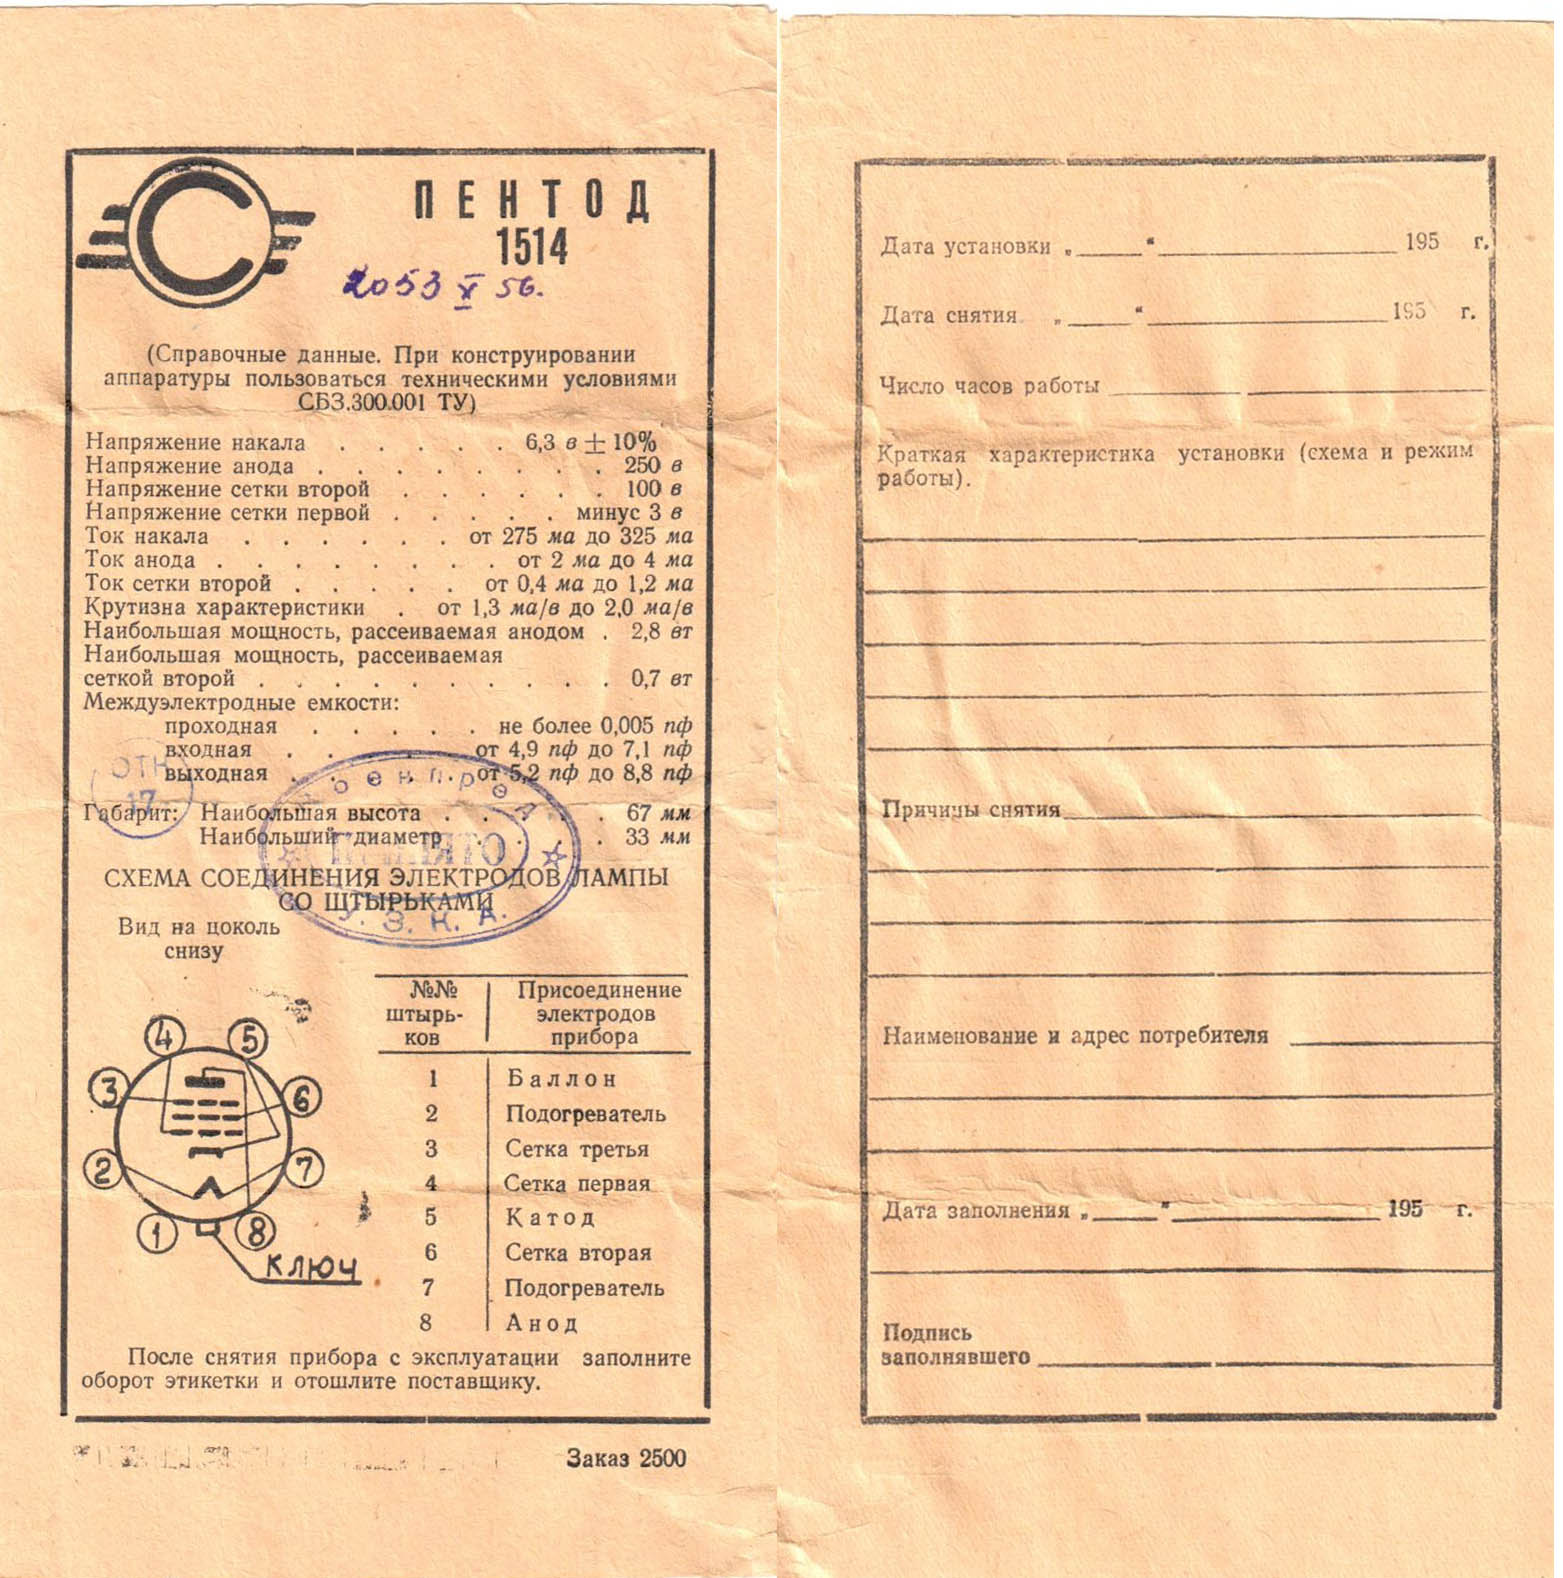 ПЕНТОД
1514
2053 X 56.
(Справочные данные. При конструировании
аппаратуры пользоваться техническими условиями
СБЗ.300.001 ТУ)
Напряжение накала . . . . . 6,3 в ± 10%
Напряжение анода . . . . . . . . 250 в
Напряжение сетки второй . . . . . . 100 в
Напряжение сетки первой . . . . . минус 3 в
Ток накала . . . . . . от 275 ма до 325 ма
Ток анода . . . . . . . . от 2 ма до 4 ма
Ток сетки второй . . . . . от 0,4 ма до 1,2 ма
Крутизна характеристики . от 1,3 ма/в до 2,0 ма/в
Наибольшая мощность, рассеиваемая анодом . 2,8 вт
Наибольшая мощность, рассеиваемая
сеткой второй . . . . . . . . . . 0,7 вт
Междуэлектродные емкости:
проходная . . . . . не более 0,005 пф
входная . . . . . от 4,9 пф до 7,1 пф
выходная . . . . . от 5,2 пф до 8,8 пф
ОТК
17
Габарит: Наибольшая высота . . . . . 67 мм
Наибольший диаметр . . . . . 33 мм
Военпред
ПРИНЯТО
У. З. К. А.
СХЕМА СОЕДИНЕНИЯ ЭЛЕКТРОДОВ ЛАМПЫ
СО ШТЫРЬКАМИ
Вид на цоколь
снизу
4 5
3 6
2 7
1 8
КЛЮЧ
№№ Присоединение
штырь- электродов
ков прибора
1 Баллон
2 Подогреватель
3 Сетка третья
4 Сетка первая
5 Катод
6 Сетка вторая
7 Подогреватель
8 Анод
После снятия прибора с эксплуатации заполните
оборот этикетки и отошлите поставщику.
Заказ 2500
Дата установки „_____“__________ 195 г.
Дата снятия „_____“__________ 195 г.
Число часов работы
Краткая характеристика установки (схема и режим
работы).
Причины снятия
Наименование и адрес потребителя
Дата заполнения „_____“__________ 195 г.
Подпись
заполнявшего